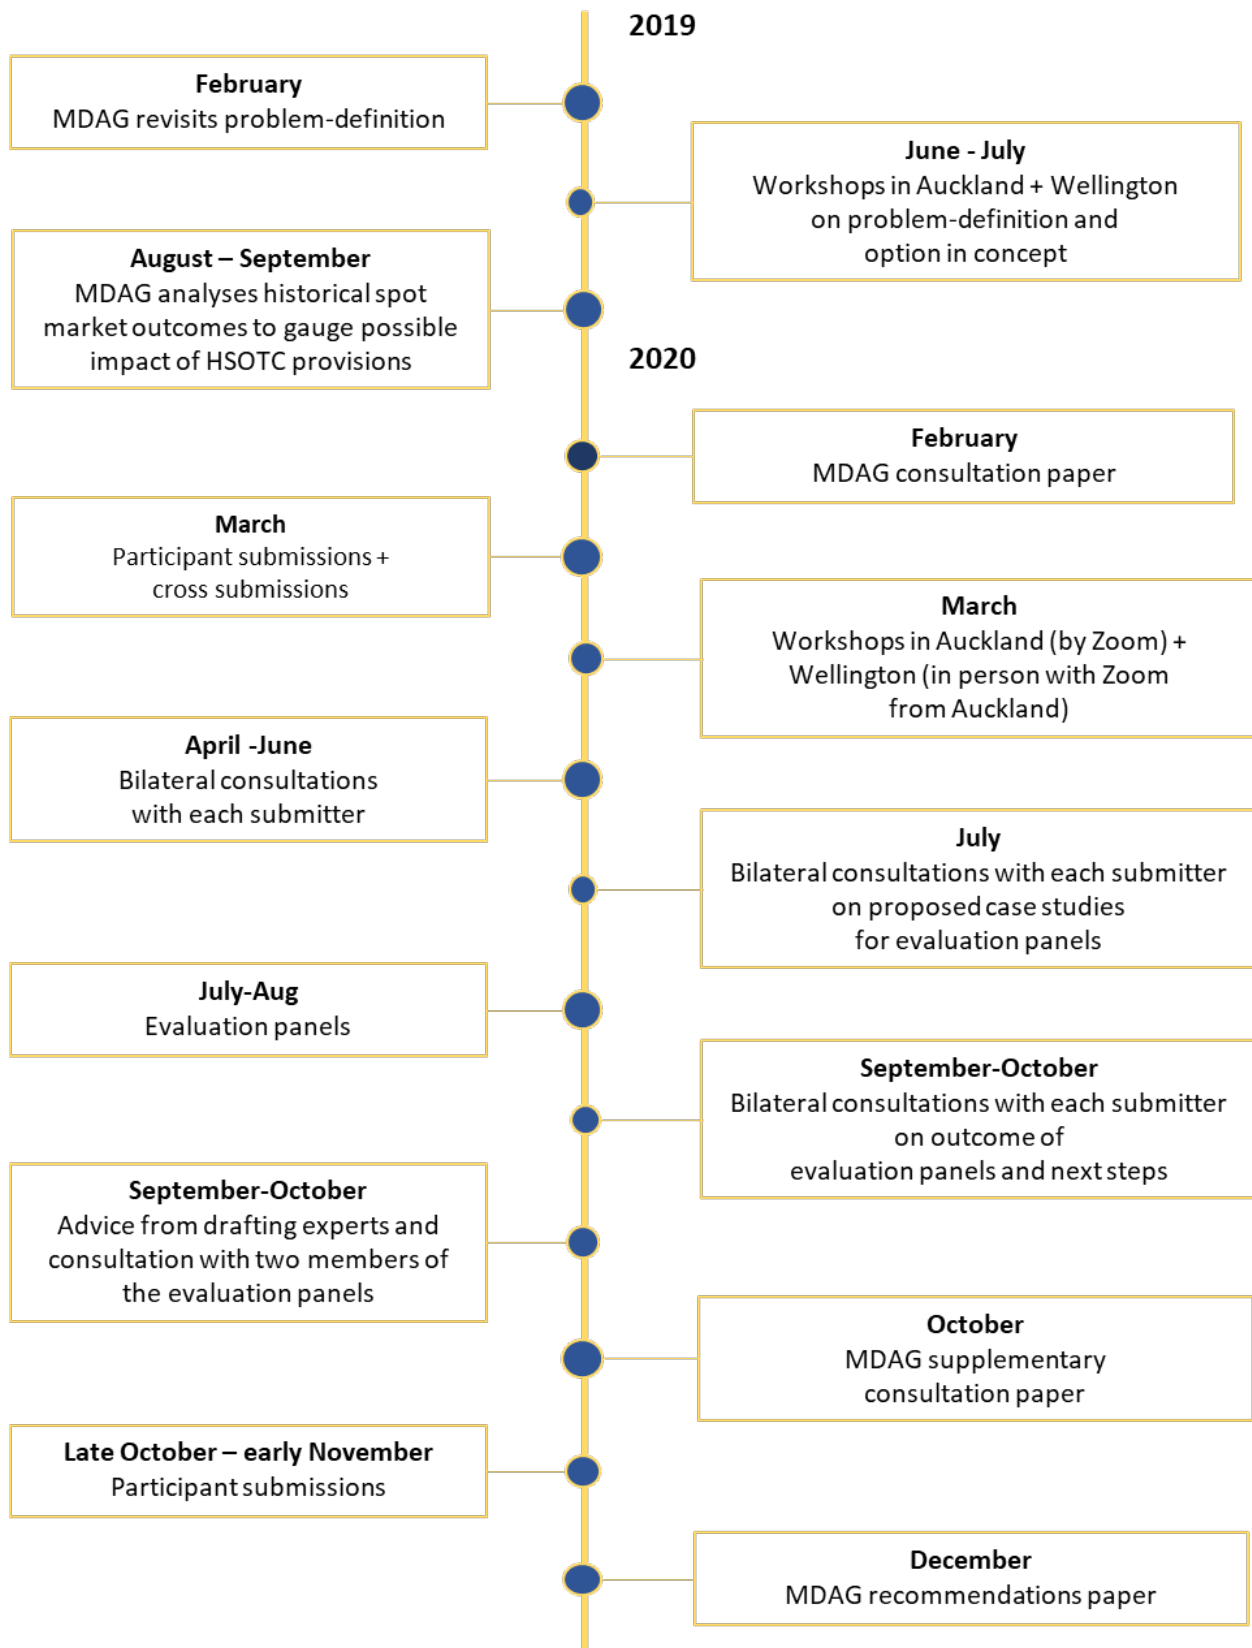 2019
February
MDAG revisits problem-definition
June - July
Workshops in Auckland + Wellington
on problem-definition and
option in concept
August – September
MDAG analyses historical spot
market outcomes to gauge possible
impact of HSOTC provisions
2020
February
MDAG consultation paper
March
Participant submissions +
cross submissions
March
Workshops in Auckland (by Zoom) +
Wellington (in person with Zoom
from Auckland)
April -June
Bilateral consultations
with each submitter
July
Bilateral consultations with each submitter
on proposed case studies
for evaluation panels
July-Aug
Evaluation panels
September-October
Bilateral consultations with each submitter
on outcome of
evaluation panels and next steps
September-October
Advice from drafting experts and
consultation with two members of
the evaluation panels
October
MDAG supplementary
consultation paper
Late October – early November
Participant submissions
December
MDAG recommendations paper